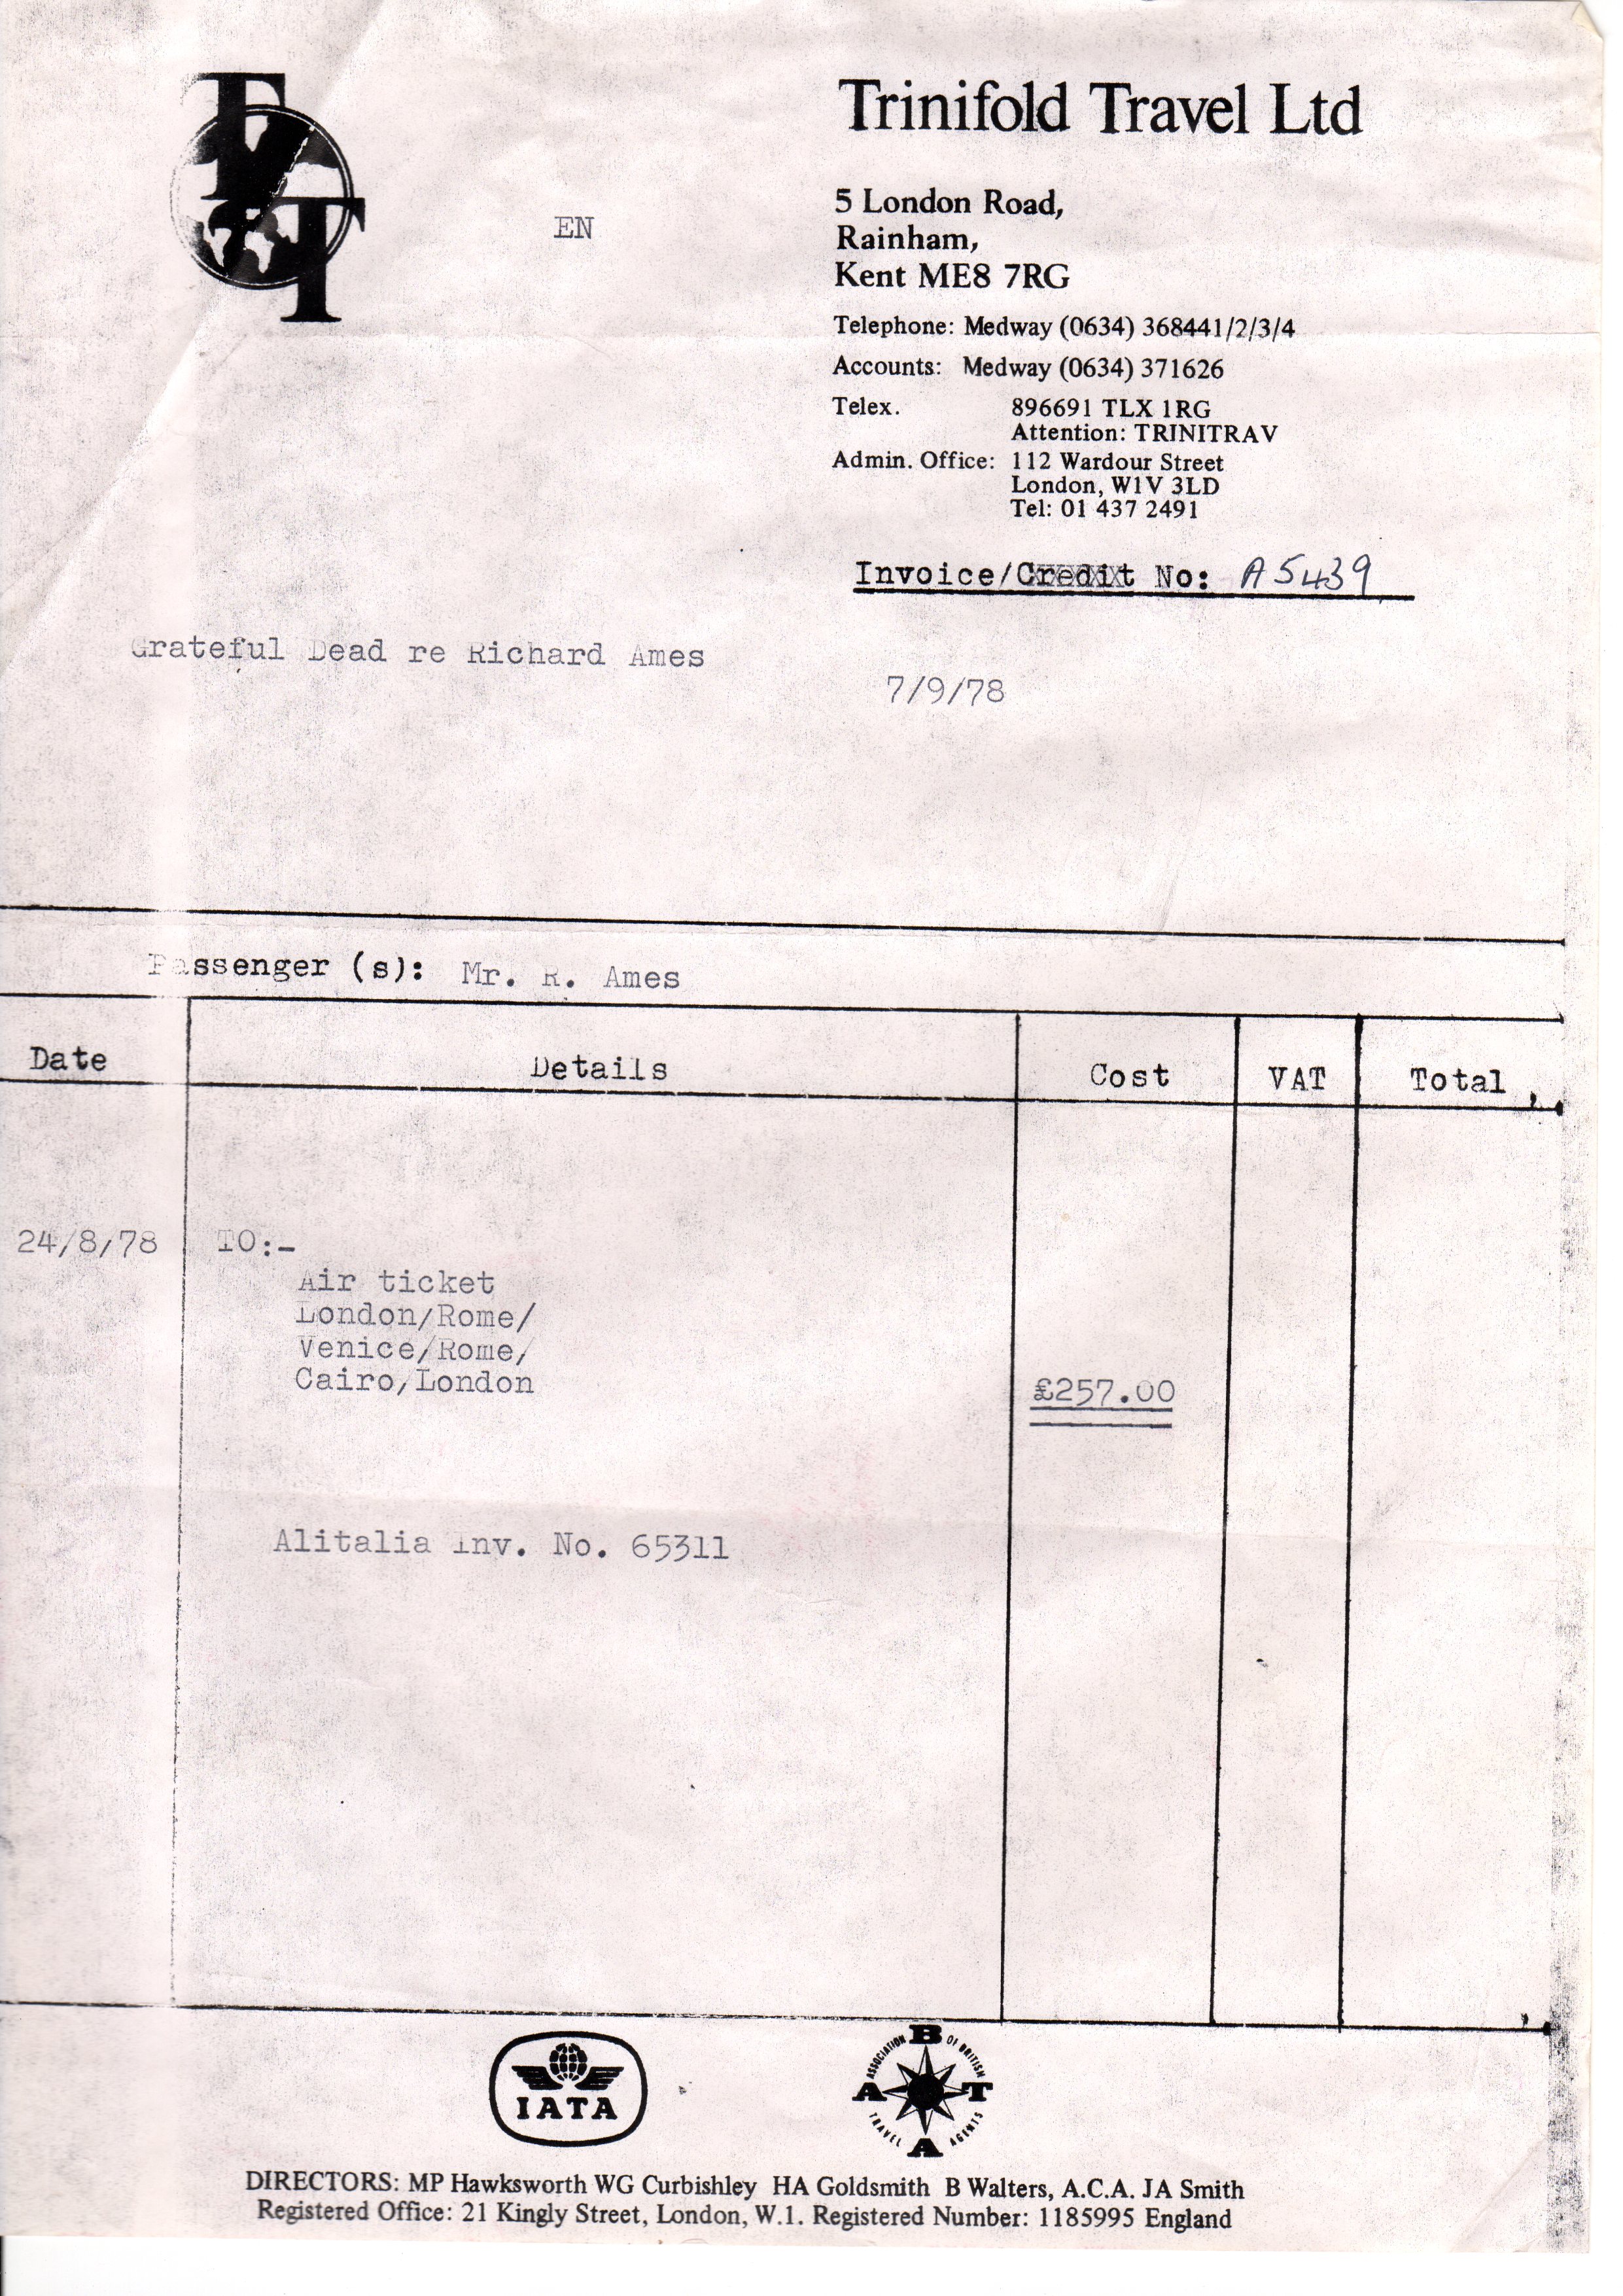 TT
Trinifold Travel Ltd
5 London Road,
Rainham,
Kent ME8 7RG
EN
Telephone: Medway (0634) 368441/2/3/4
Accounts: Medway (0634) 371626
Telex. 896691 TLX 1RG
Attention: TRINITRAV
Admin. Office: 112 Wardour Street
London, W1V 3LD
Tel: 01 437 2491
Invoice/Credit No: A5439
Grateful Dead re Richard Ames
7/9/78
Passenger (s): Mr. R. Ames
Date Details Cost VAT Total
24/8/78 TO:-
Air ticket
London/Rome/
Venice/Rome/
Cairo/London £257.00
Alitalia Inv. No. 65311
IATA
ABTA
ASSOCIATION OF BRITISH TRAVEL AGENTS
DIRECTORS: MP Hawksworth WG Curbishley HA Goldsmith B Walters, A.C.A. JA Smith
Registered Office: 21 Kingly Street, London, W.1. Registered Number: 1185995 England